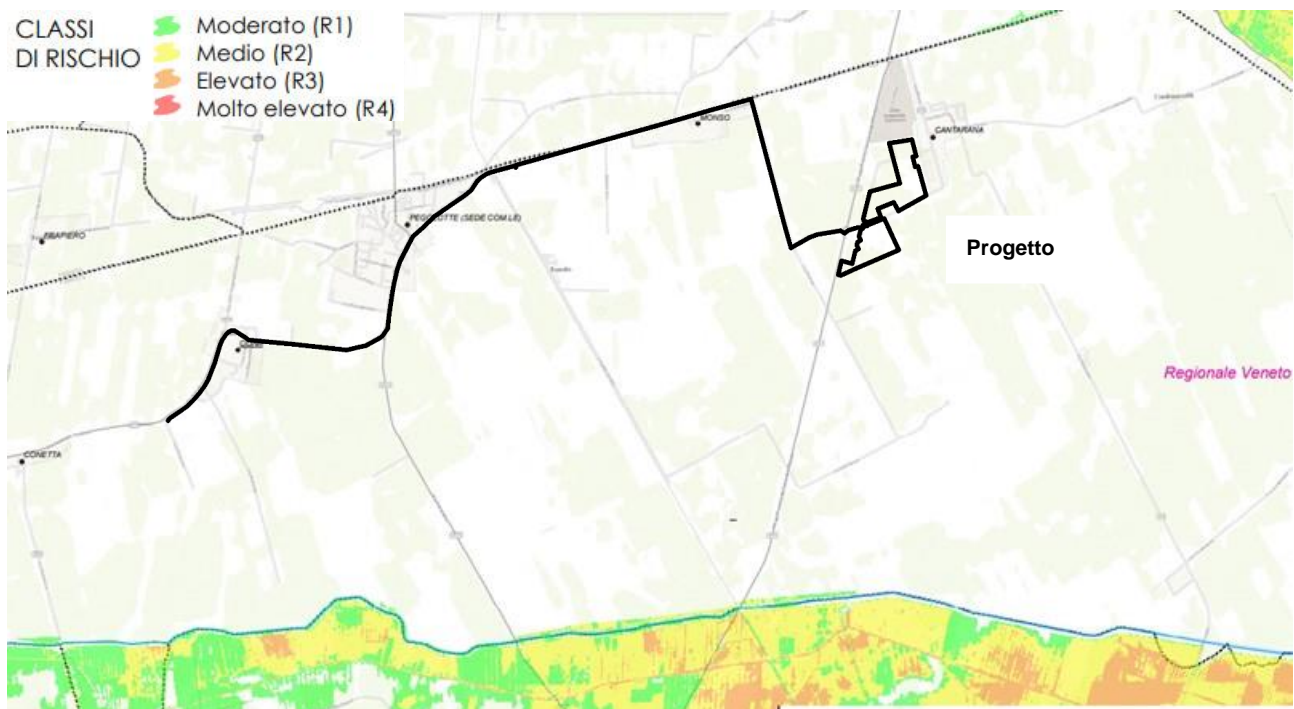 CLASSI
DI RISCHIO
Moderato (R1)
Medio (R2)
Elevato (R3)
Molto elevato (R4)
MONSO
CANTARANA
PEGOLOTTE (SEDE COM.LE)
Progetto
Regionale Veneto
CONETTA